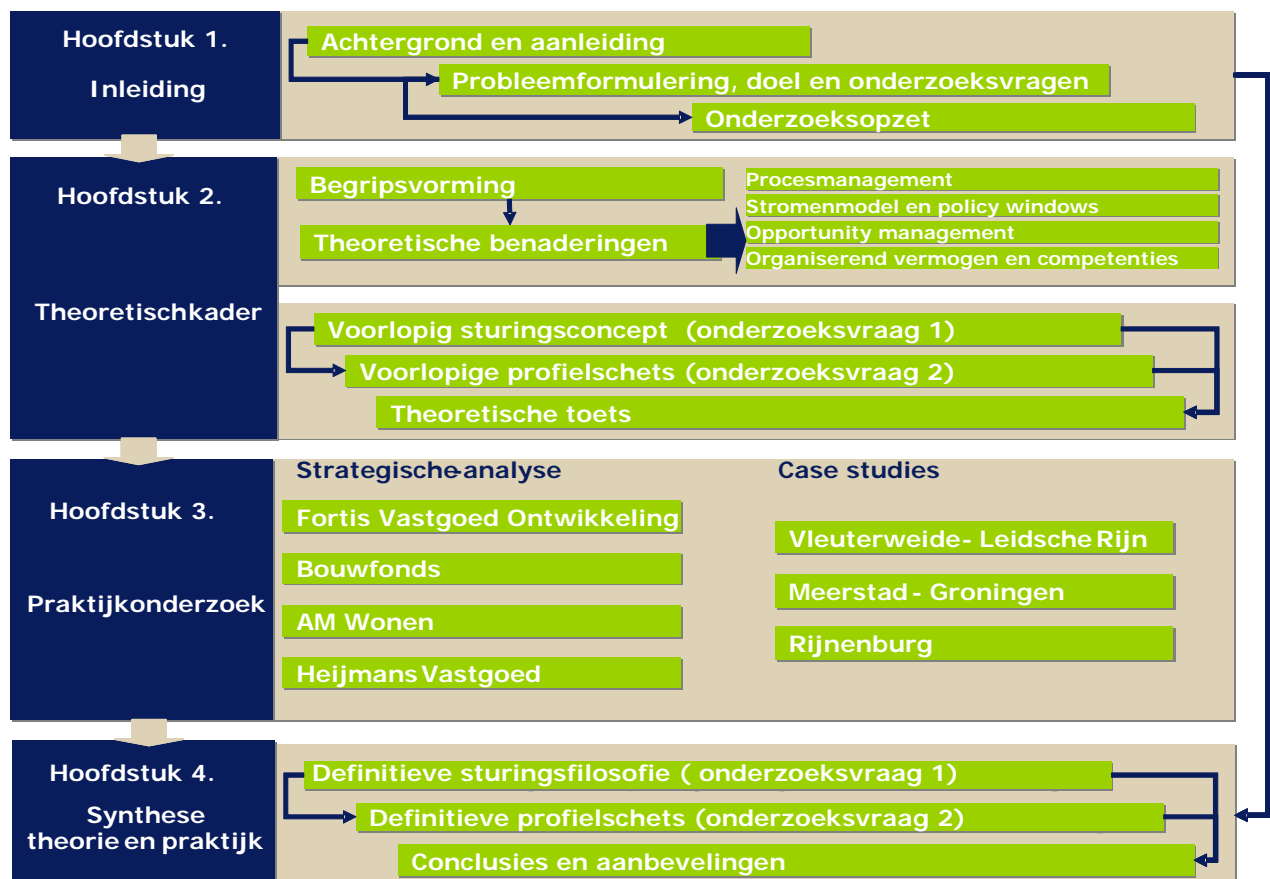 Hoofdstuk 1.
Inleiding
Achtergrond en aanleiding
Probleemformulering, doel en onderzoeksvragen
Onderzoeksopzet
Hoofdstuk 2.
Theoretischkader
Begripsvorming
Theoretische benaderingen
Procesmanagement
Stromenmodel en policy windows
Opportunity management
Organiserend vermogen en competenties
Voorlopig sturingsconcept (onderzoeksvraag 1)
Voorlopige profielschets (onderzoeksvraag 2)
Theoretische toets
Hoofdstuk 3.
Praktijkonderzoek
Strategische-analyse
Fortis Vastgoed Ontwikkeling
Bouwfonds
AM Wonen
Heijmans Vastgoed
Case studies
Vleuterweide- Leidsche Rijn
Meerstad - Groningen
Rijnenburg
Hoofdstuk 4.
Synthese
theorie en praktijk
Definitieve sturingsfilosofie ( onderzoeksvraag 1)
Definitieve profielschets (onderzoeksvraag 2)
Conclusies en aanbevelingen